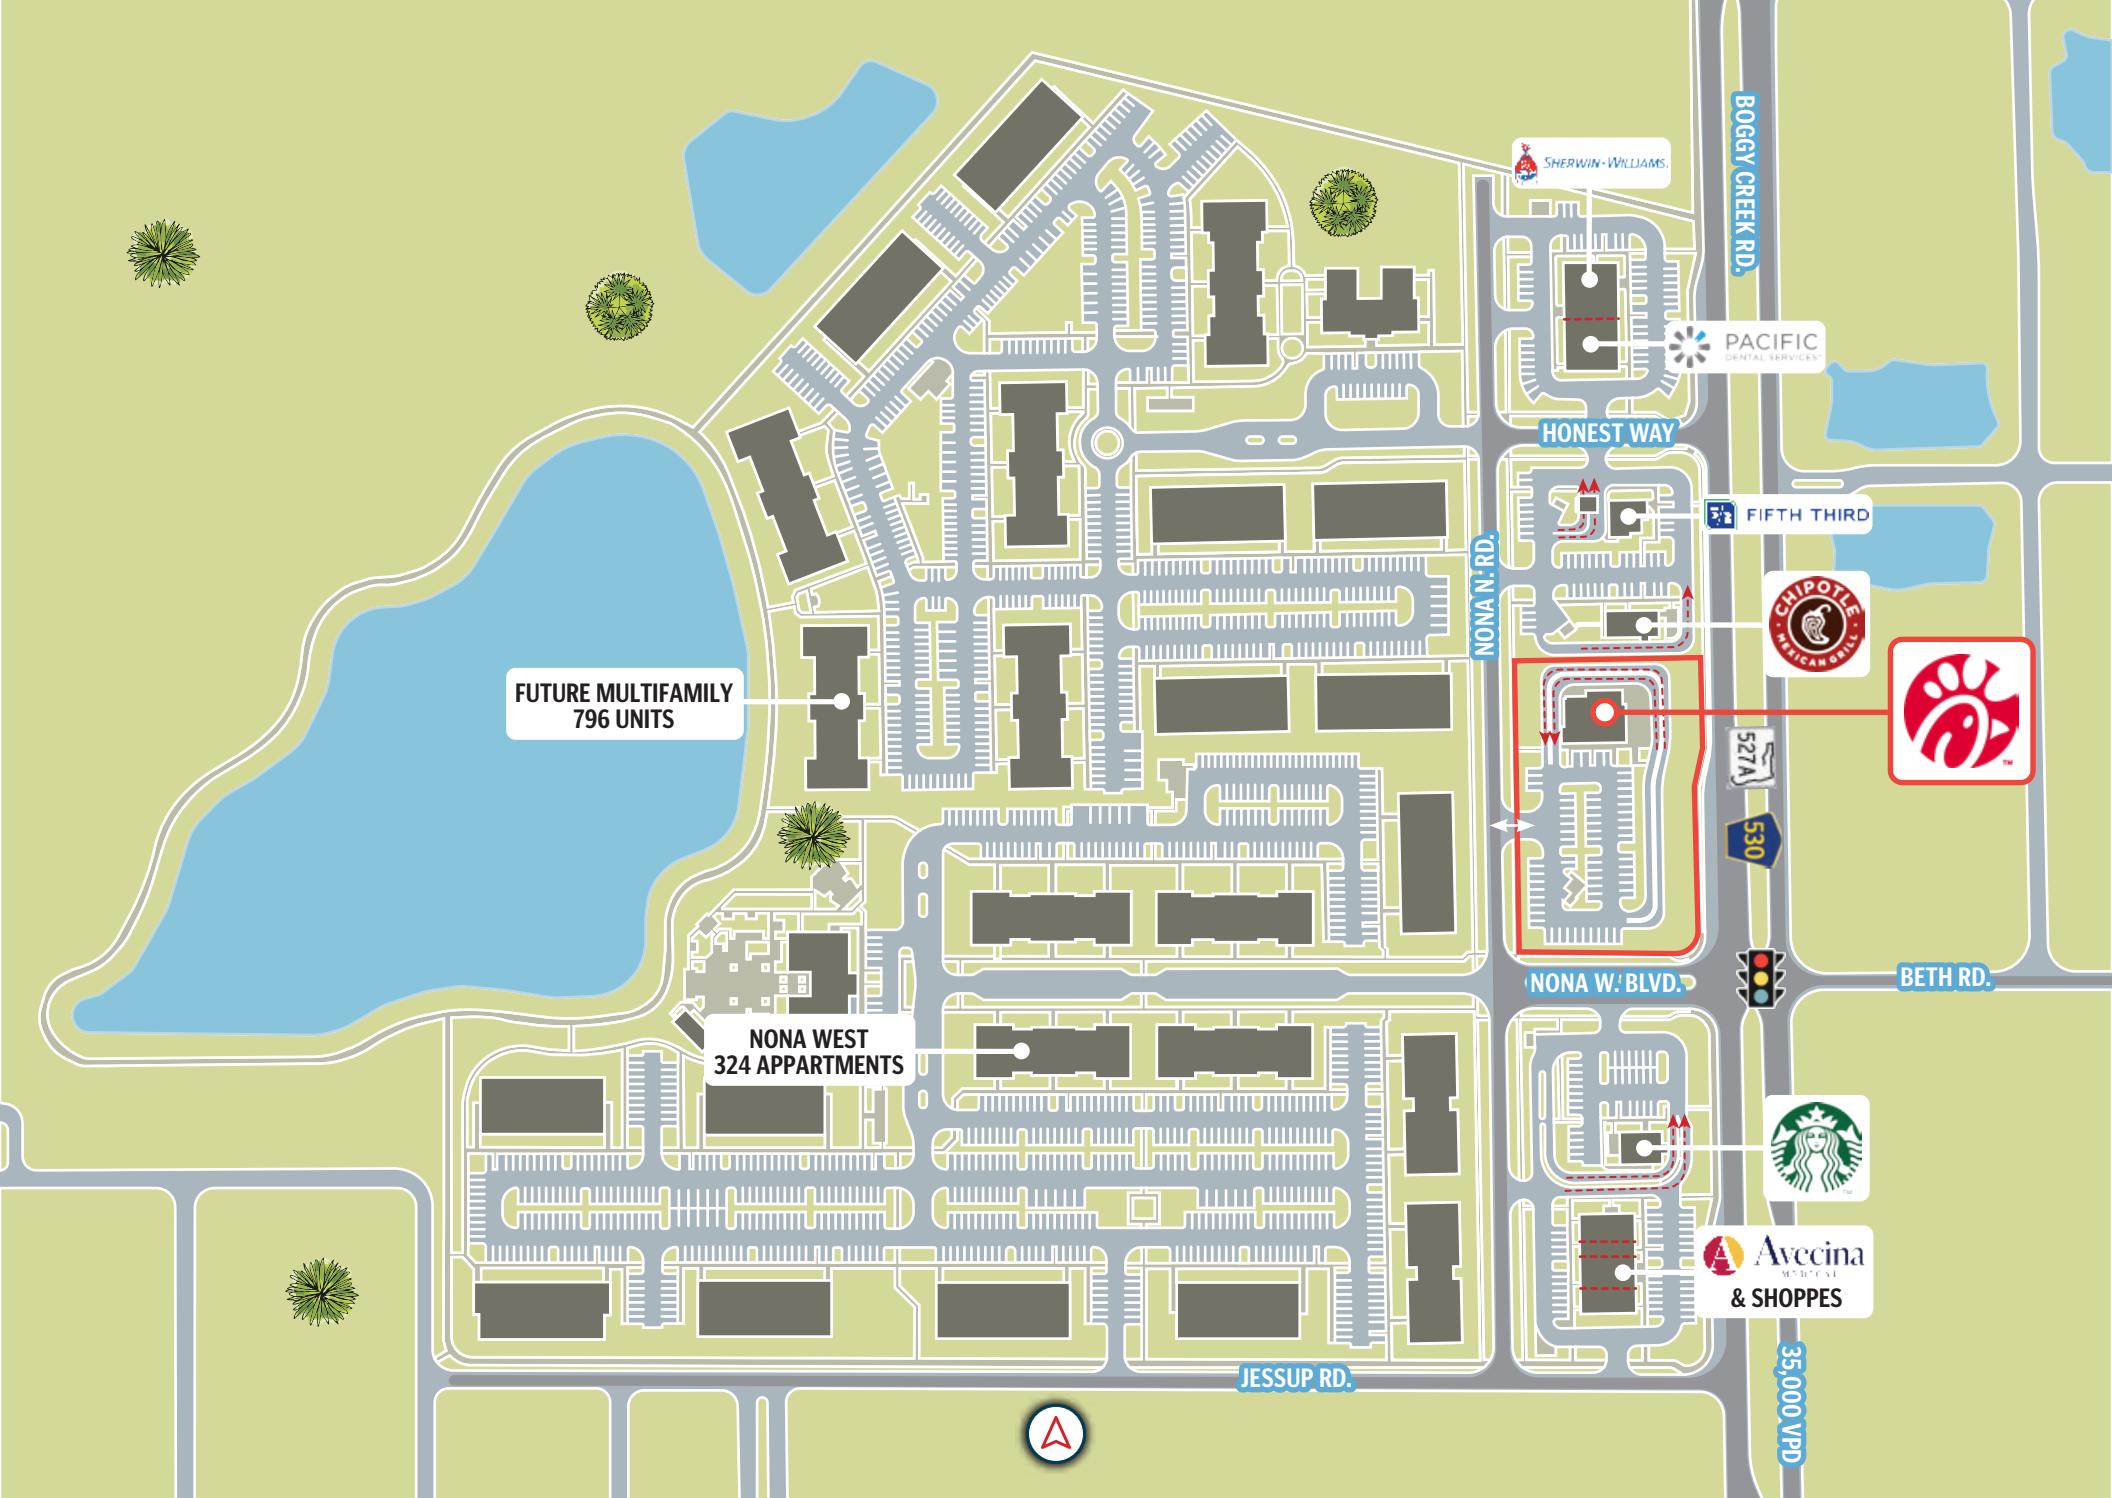 SHERWIN-WILLIAMS.
BOGGY CREEK RD.
PACIFIC
DENTAL SERVICES
HONEST WAY
FIFTH THIRD
NONA N. RD.
CHIPOTLE
MEXICAN GRILL
FUTURE MULTIFAMILY
796 UNITS
TM
527A
530
NONA W. BLVD.
BETH RD.
NONA WEST
324 APPARTMENTS
TM
Avecina
MEDICAL
& SHOPPES
JESSUP RD.
35,000 VPD